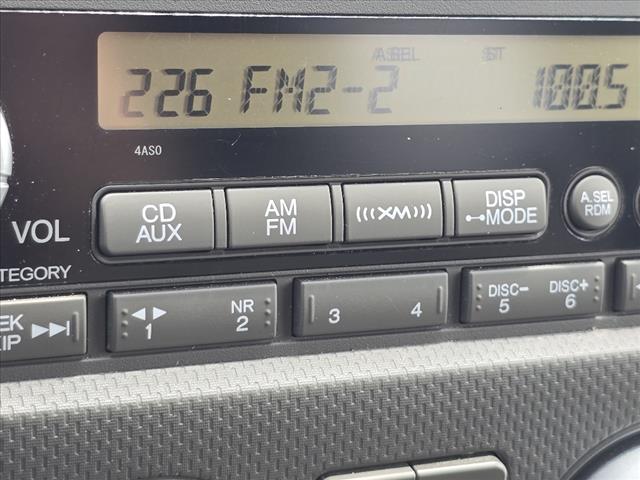 A.SEL ST
226 FM2-2 100.5
4AS0
VOL
CD
AUX
AM
FM
(((XM)))
DISP
MODE
A.SEL
RDM
TEGORY
EK
IP
1
NR
2
3 4
DISC-
5
DISC+
6